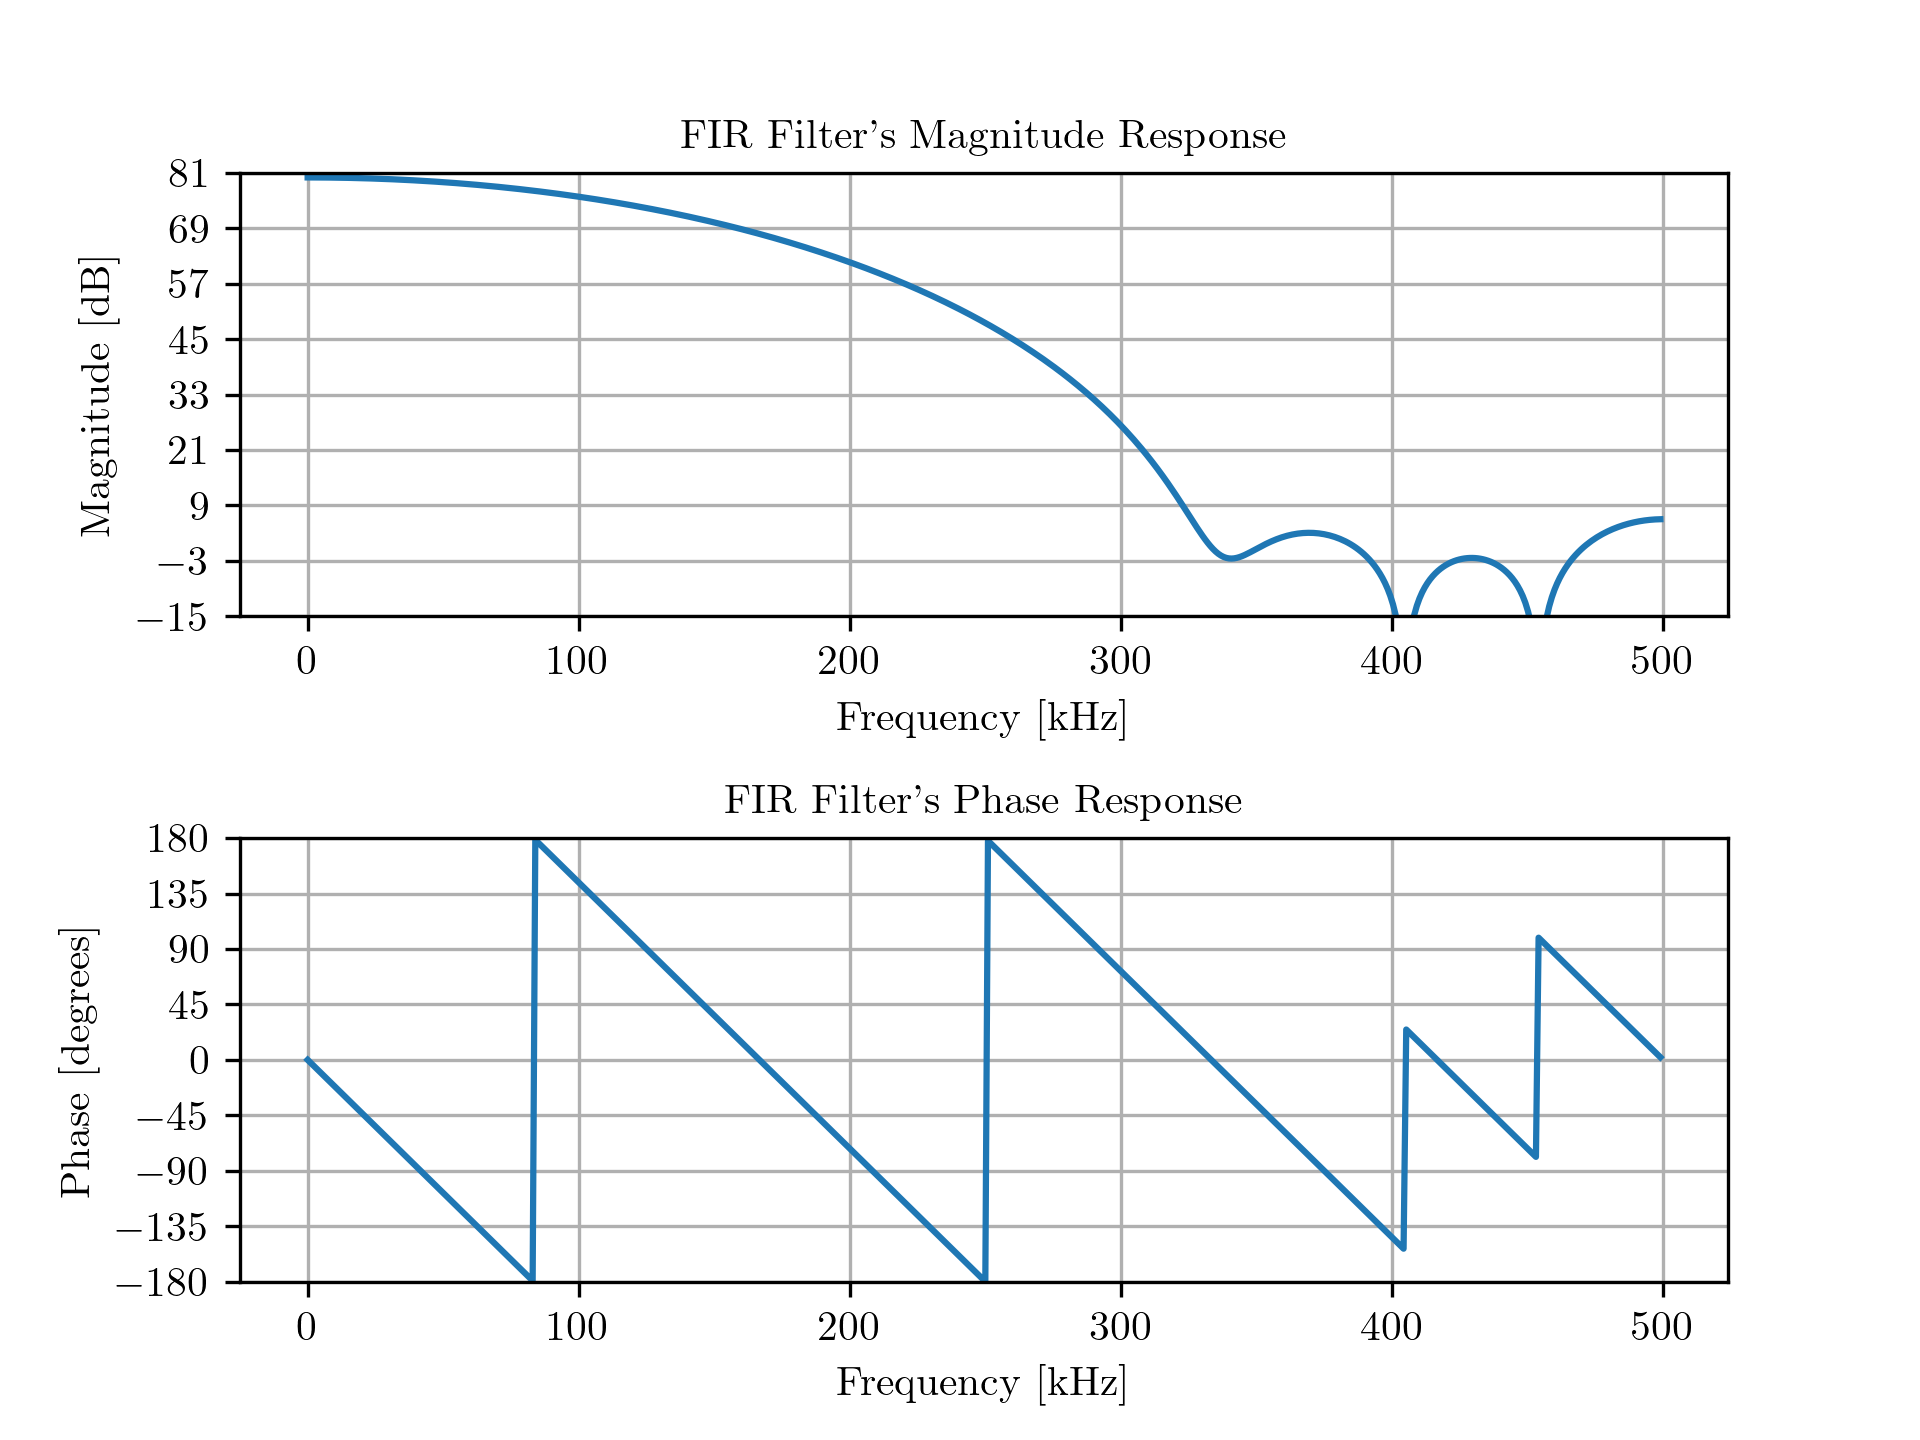 FIR Filter's Magnitude Response
81
69
57
45
33
21
9
−3
−15
Magnitude [dB]
0 100 200 300 400 500
Frequency [kHz]
FIR Filter's Phase Response
180
135
90
45
0
−45
−90
−135
−180
Phase [degrees]
0 100 200 300 400 500
Frequency [kHz]